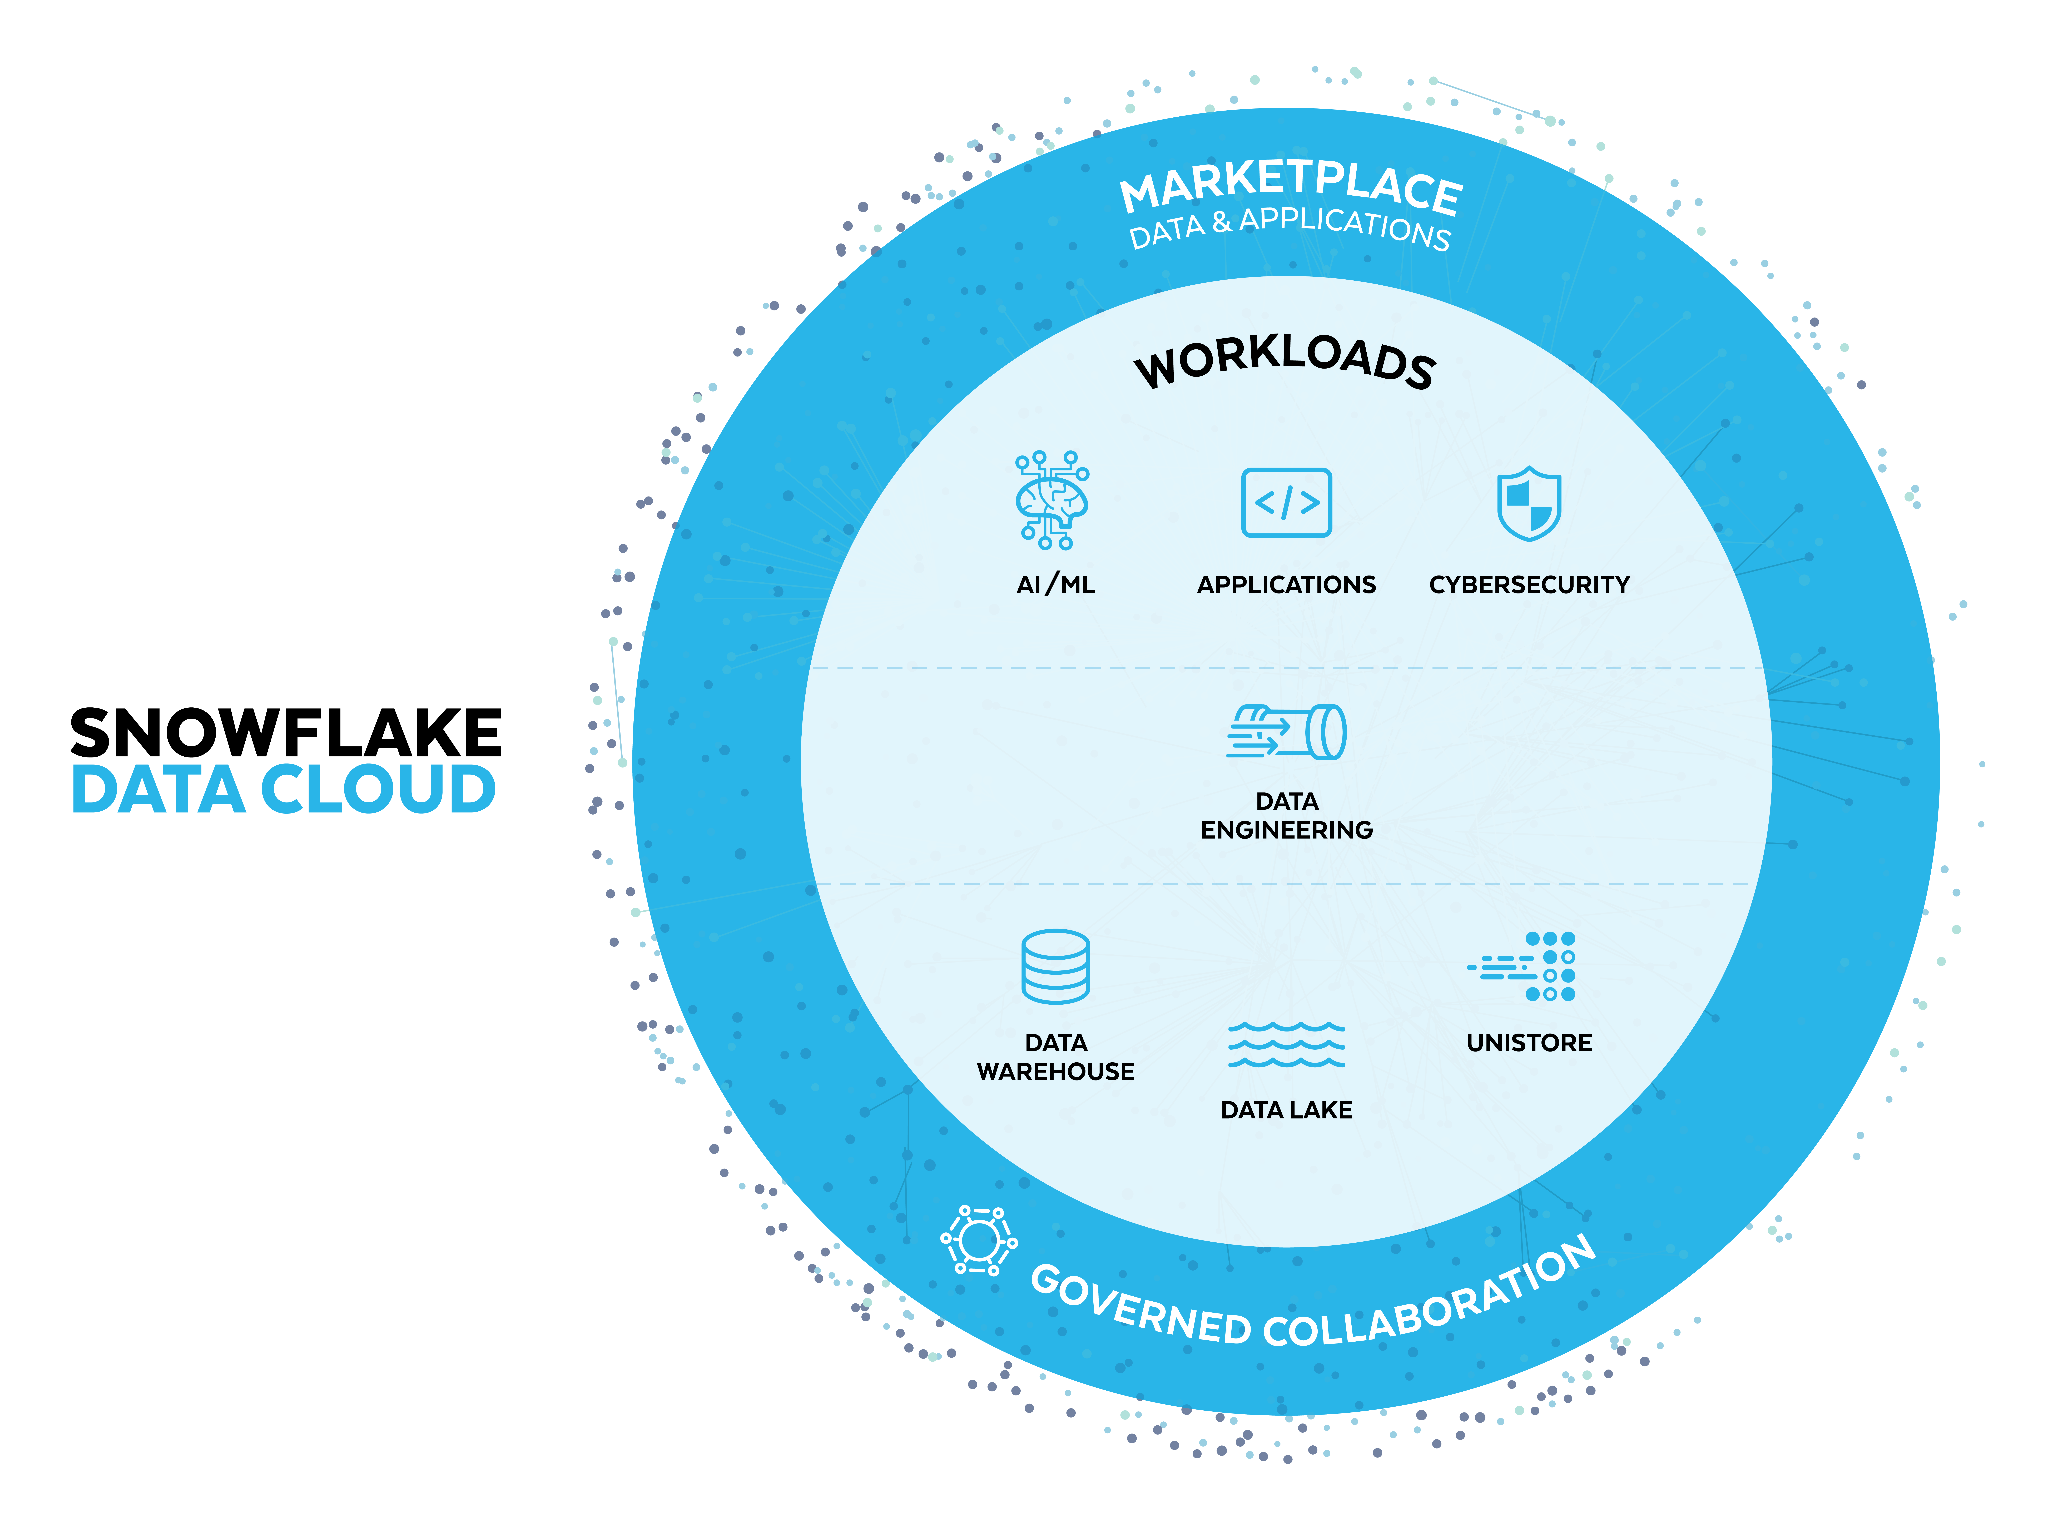 MARKETPLACE
DATA & APPLICATIONS
WORKLOADS
</>
AI/ML
APPLICATIONS
CYBERSECURITY
SNOWFLAKE
DATA CLOUD
DATA
ENGINEERING
DATA
WAREHOUSE
DATA LAKE
UNISTORE
GOVERNED COLLABORATION